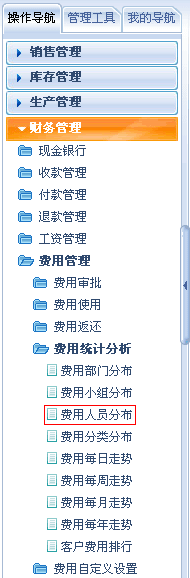 操作导航 管理工具 我的导航
销售管理
库存管理
生产管理
财务管理
现金银行
收款管理
付款管理
退款管理
工资管理
费用管理
费用审批
费用使用
费用返还
费用统计分析
费用部门分布
费用小组分布
费用人员分布
费用分类分布
费用每日走势
费用每周走势
费用每月走势
费用每年走势
客户费用排行
费用自定义设置